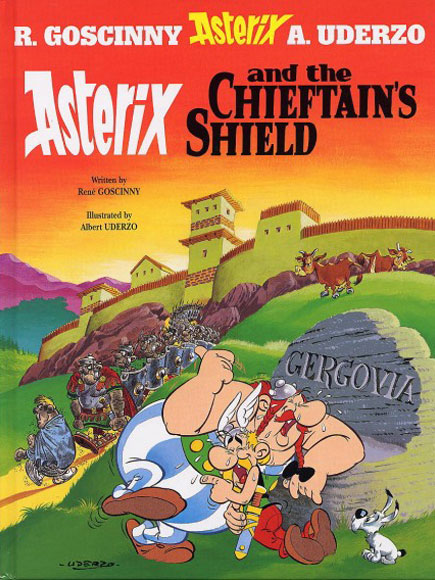 R. GOSCINNY Asterix A. UDERZO
Asterix and the
CHIEFTAIN'S
SHIELD
Written by
René GOSCINNY
Illustrated by
Albert UDERZO
GERGOVIA
-UDERZO-